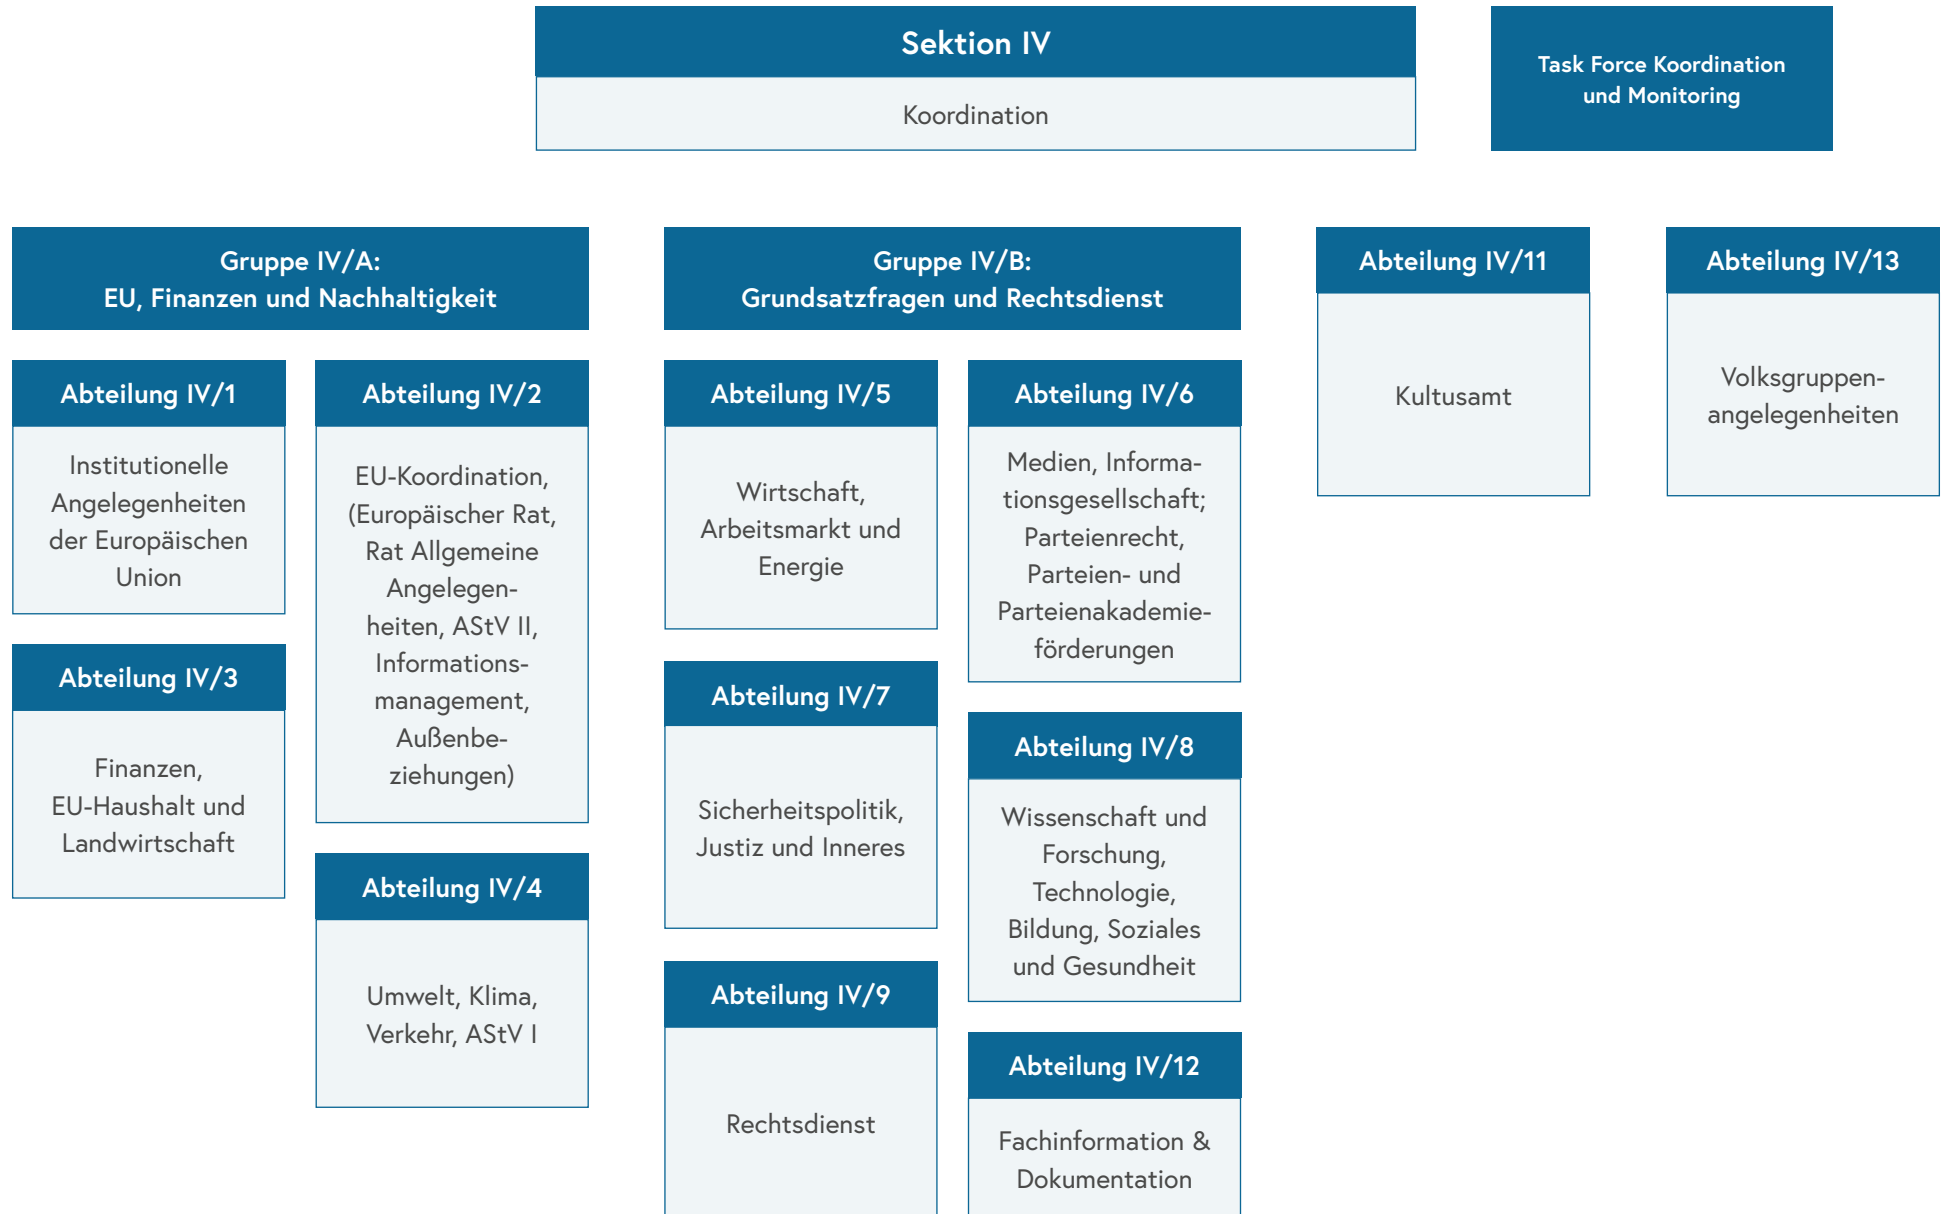 Sektion IV
Koordination
Task Force Koordination
und Monitoring
Gruppe IV/A:
EU, Finanzen und Nachhaltigkeit
Abteilung IV/1
Institutionelle
Angelegenheiten
der Europäischen
Union
Abteilung IV/2
EU-Koordination,
(Europäischer Rat,
Rat Allgemeine
Angelegen-
heiten, AStV II,
Informations-
management,
Außenbe-
ziehungen)
Abteilung IV/3
Finanzen,
EU-Haushalt und
Landwirtschaft
Abteilung IV/4
Umwelt, Klima,
Verkehr, AStV I
Gruppe IV/B:
Grundsatzfragen und Rechtsdienst
Abteilung IV/5
Wirtschaft,
Arbeitsmarkt und
Energie
Abteilung IV/6
Medien, Informa-
tionsgesellschaft;
Parteienrecht,
Parteien- und
Parteienakademie-
förderungen
Abteilung IV/7
Sicherheitspolitik,
Justiz und Inneres
Abteilung IV/8
Wissenschaft und
Forschung,
Technologie,
Bildung, Soziales
und Gesundheit
Abteilung IV/9
Rechtsdienst
Abteilung IV/12
Fachinformation &
Dokumentation
Abteilung IV/11
Kultusamt
Abteilung IV/13
Volksgruppen-
angelegenheiten